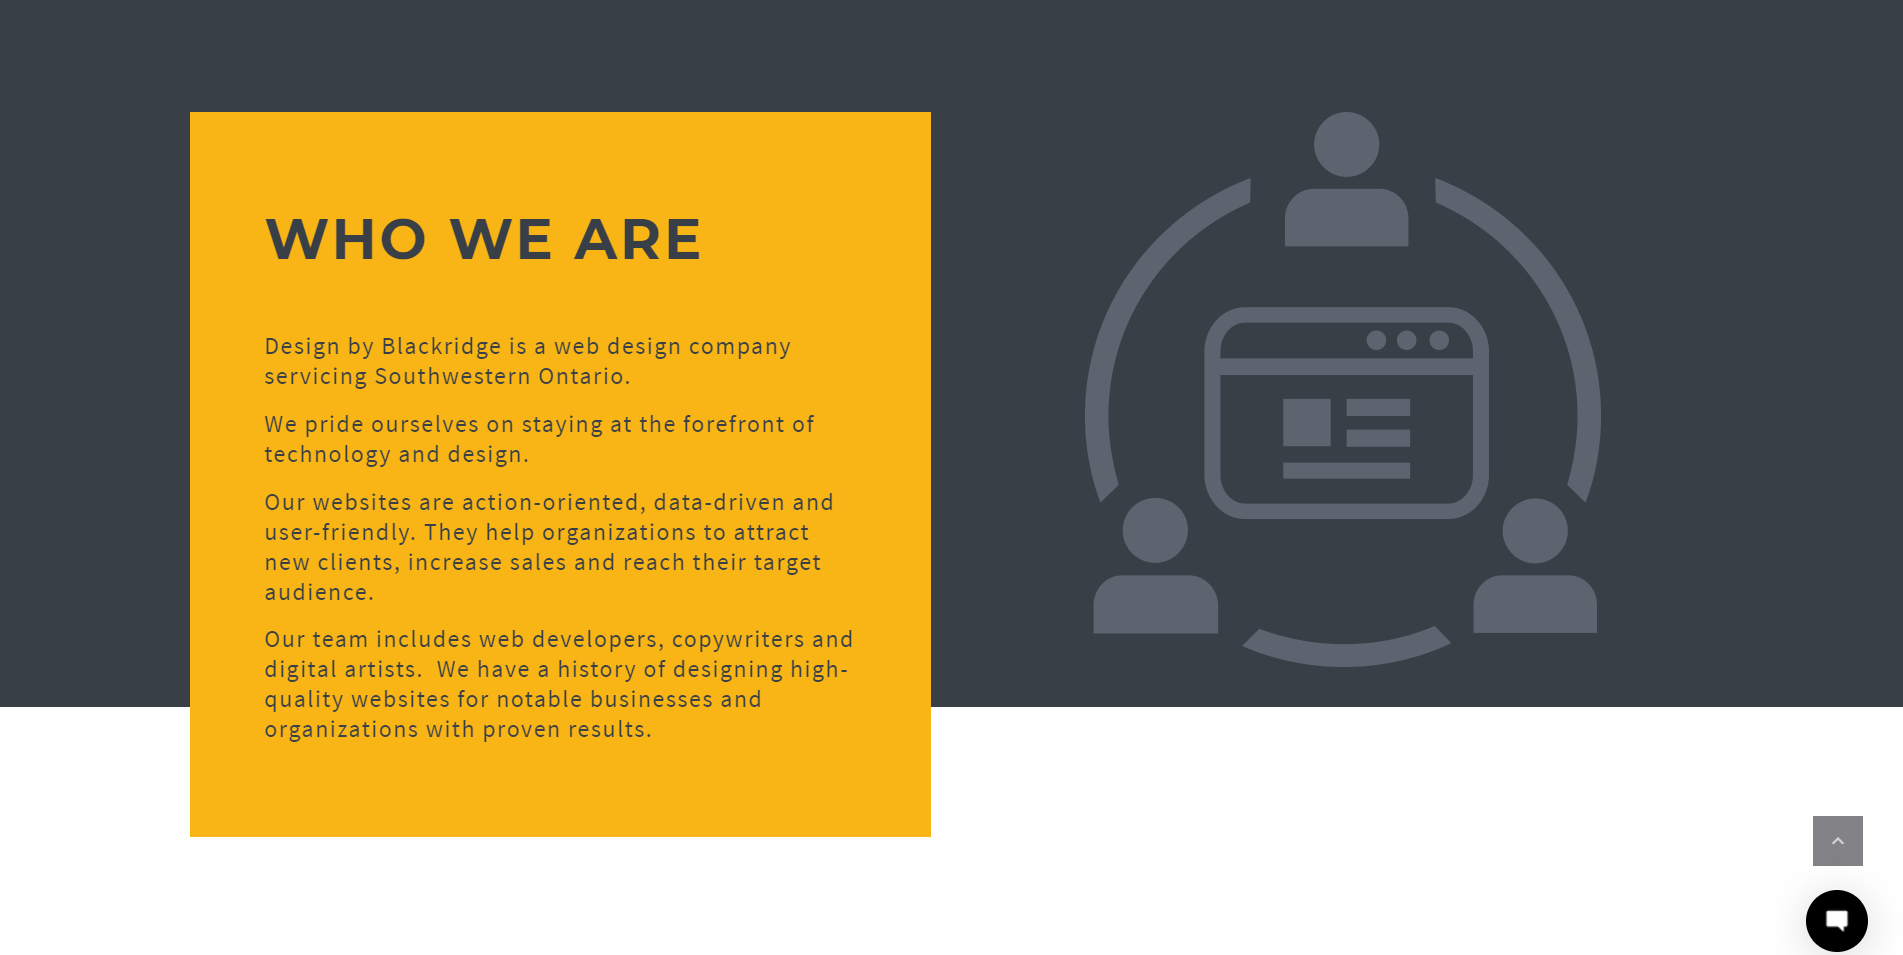 WHO WE ARE
Design by Blackridge is a web design company
servicing Southwestern Ontario.
We pride ourselves on staying at the forefront of
technology and design.
Our websites are action-oriented, data-driven and
user-friendly. They help organizations to attract
new clients, increase sales and reach their target
audience.
Our team includes web developers, copywriters and
digital artists.  We have a history of designing high-
quality websites for notable businesses and
organizations with proven results.